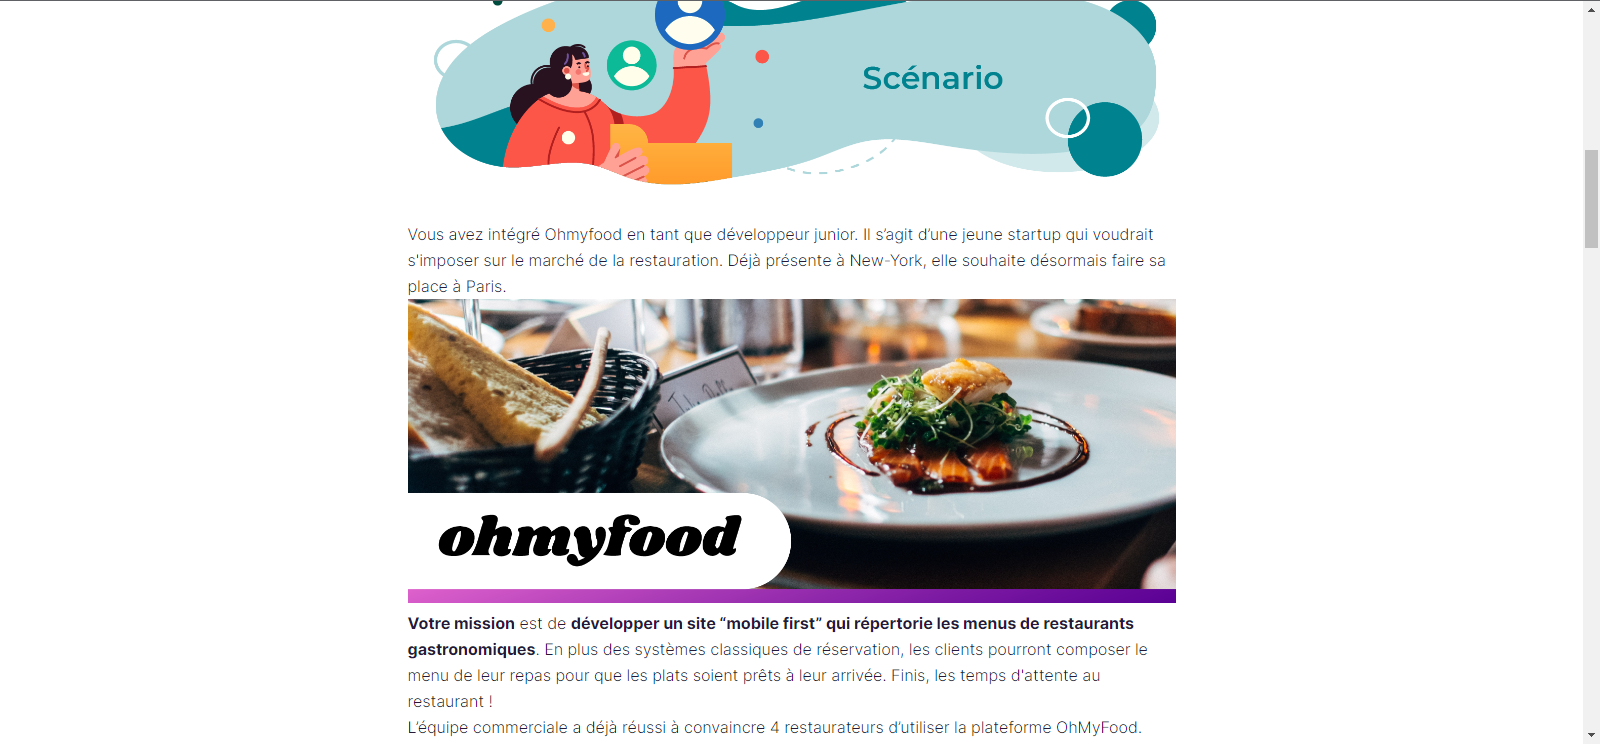 Scénario
Vous avez intégré Ohmyfood en tant que développeur junior. Il s’agit d’une jeune startup qui voudrait
s'imposer sur le marché de la restauration. Déjà présente à New-York, elle souhaite désormais faire sa
place à Paris.
ohmyfood
Votre mission est de développer un site “mobile first” qui répertorie les menus de restaurants
gastronomiques. En plus des systèmes classiques de réservation, les clients pourront composer le
menu de leur repas pour que les plats soient prêts à leur arrivée. Finis, les temps d'attente au
restaurant !
L’équipe commerciale a déjà réussi à convaincre 4 restaurateurs d’utiliser la plateforme OhMyFood.